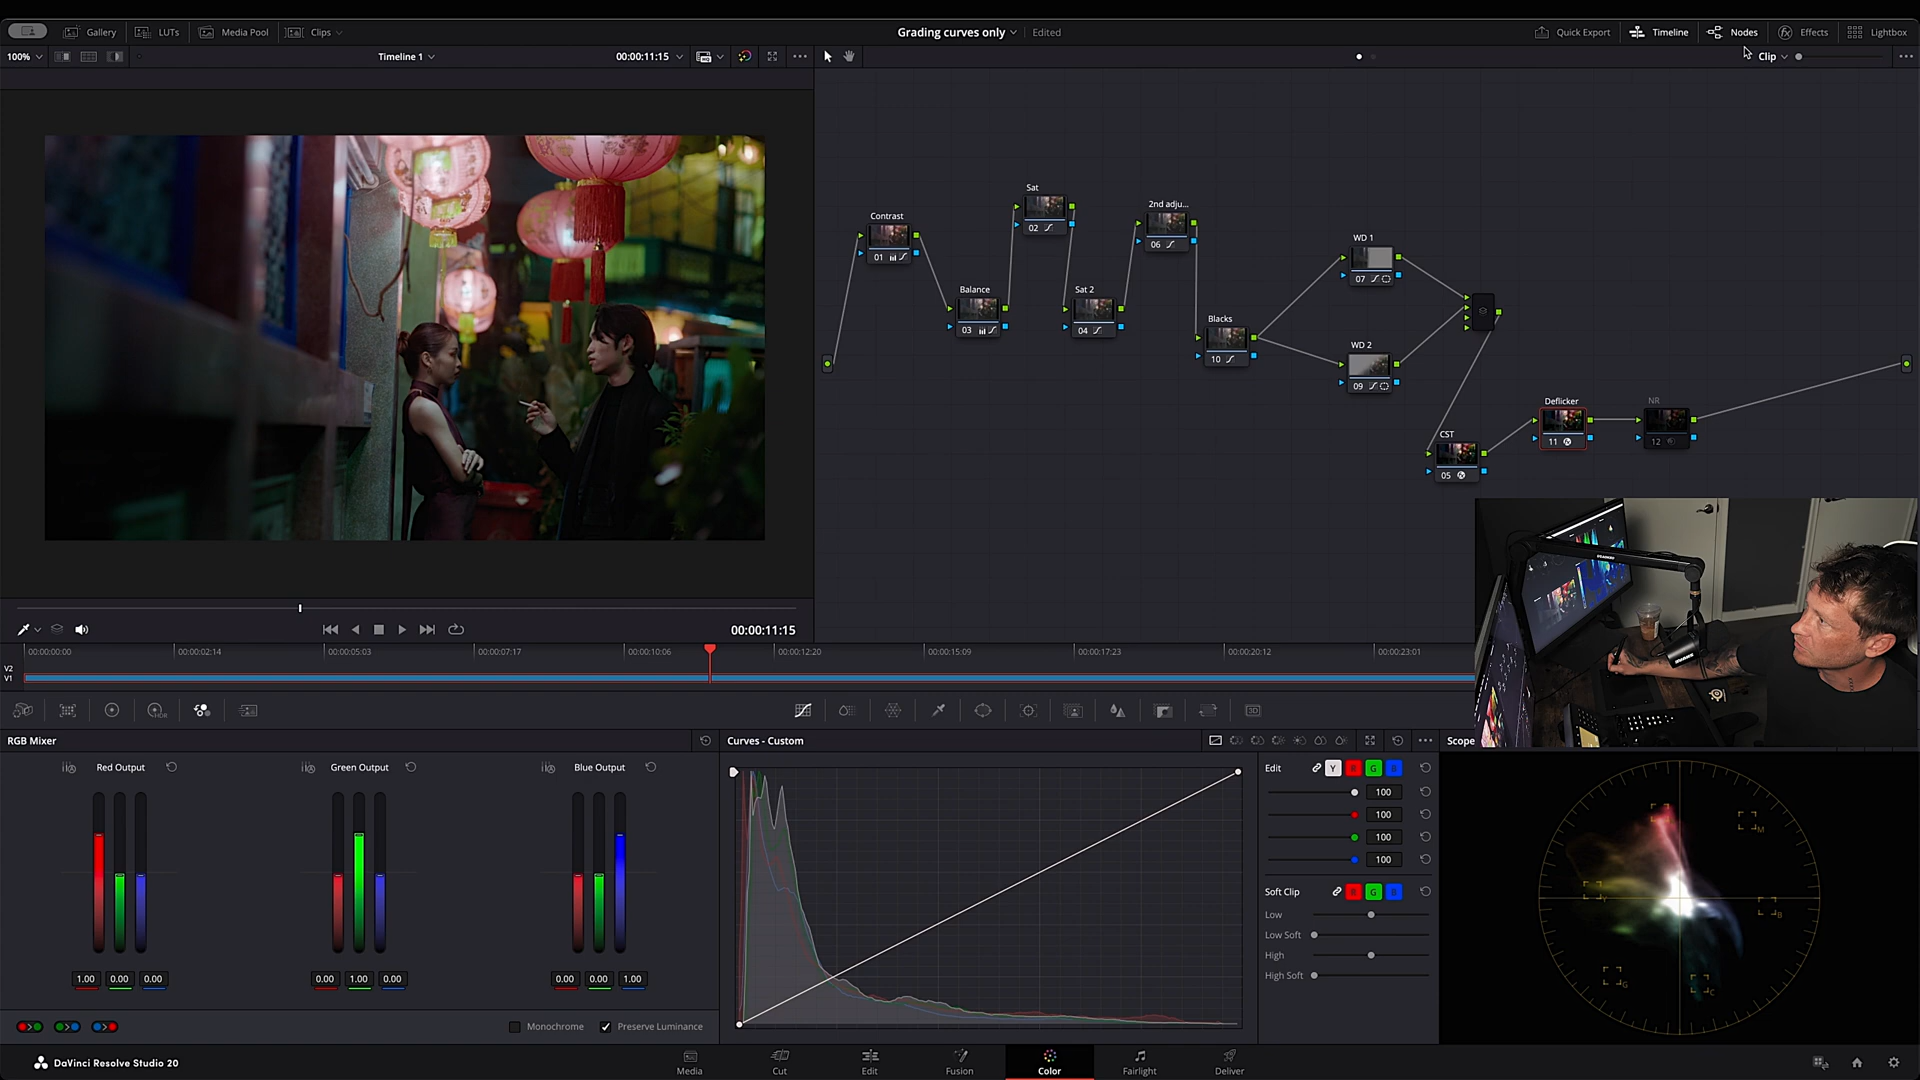 Gallery
LUTs
Media Pool
Clips
Grading curves only
Edited
Quick Export
Timeline
Nodes
Effects
Lightbox
100%
Timeline 1
00:00:11:15
Clip
Contrast
01
Sat
02
Balance
03
Sat 2
04
2nd adju...
06
Blacks
10
WD 1
07
WD 2
09
CST
05
Deflicker
11
NR
12
00:00:11:15
00:00:00:00
00:00:02:14
00:00:05:03
00:00:07:17
00:00:10:06
00:00:12:20
00:00:15:09
00:00:17:23
00:00:20:12
00:00:23:01
V2
V1
HDR
3D
RGB Mixer
Red Output
Green Output
Blue Output
1.00 0.00 0.00
0.00 1.00 0.00
0.00 0.00 1.00
Monochrome
Preserve Luminance
Curves - Custom
Edit
Y R G B
100
100
100
100
Soft Clip
R G B
Low
Low Soft
High
High Soft
Scope
M
Y
B
G
C
DaVinci Resolve Studio 20
Media
Cut
Edit
Fusion
Color
Fairlight
Deliver